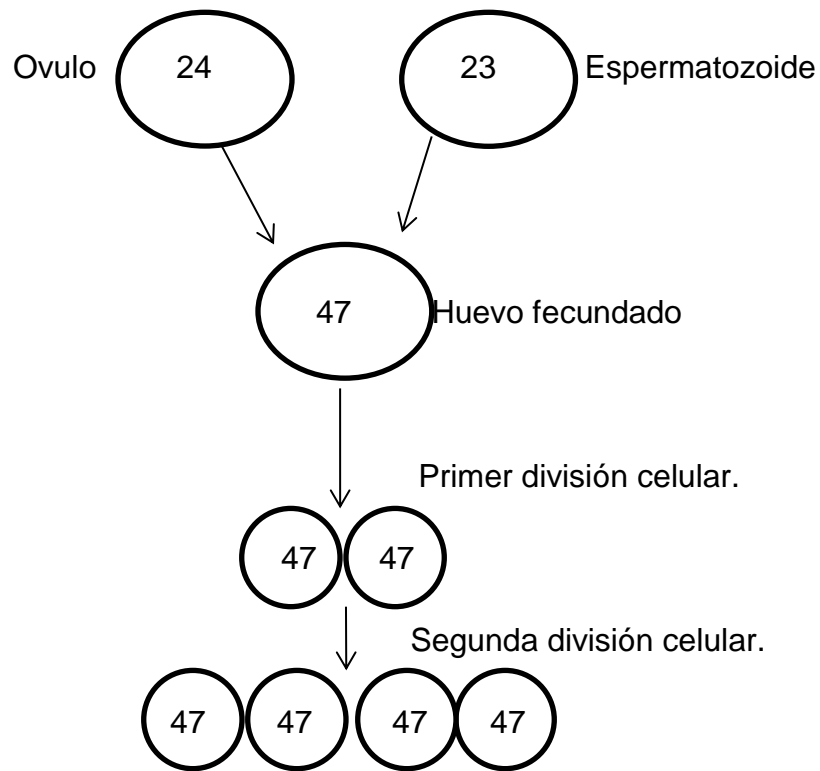 Ovulo 24 23 Espermatozoide
47 Huevo fecundado
Primer división celular.
47 47
Segunda división celular.
47 47 47 47